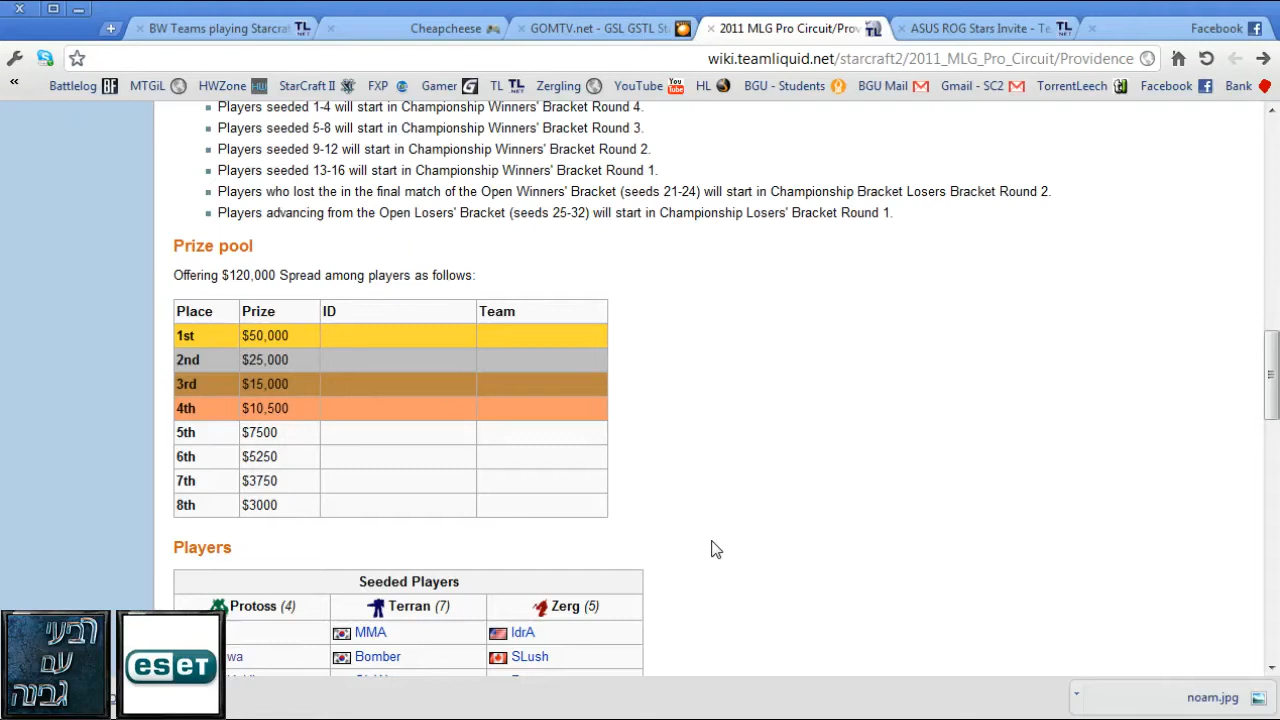 BW Teams playing Starcra
Cheapcheese
GOMTV.net - GSL GSTL St
2011 MLG Pro Circuit/Prov
ASUS ROG Stars Invite - Te
Facebook
wiki.teamliquid.net/starcraft2/2011_MLG_Pro_Circuit/Providence
Battlelog
MTGiL
HWZone
StarCraft II
FXP
Gamer
TL
Zergling
YouTube
HL
BGU - Students
BGU Mail
Gmail - SC2
TorrentLeech
Facebook
Bank
Players seeded 1-4 will start in Championship Winners' Bracket Round 4.
Players seeded 5-8 will start in Championship Winners' Bracket Round 3.
Players seeded 9-12 will start in Championship Winners' Bracket Round 2.
Players seeded 13-16 will start in Championship Winners' Bracket Round 1.
Players who lost the in the final match of the Open Winners' Bracket (seeds 21-24) will start in Championship Bracket Losers Bracket Round 2.
Players advancing from the Open Losers' Bracket (seeds 25-32) will start in Championship Losers' Bracket Round 1.
Prize pool
Offering $120,000 Spread among players as follows:
Place Prize ID Team
1st $50,000
2nd $25,000
3rd $15,000
4th $10,500
5th $7500
6th $5250
7th $3750
8th $3000
Players
Seeded Players
Protoss (4) Terran (7) Zerg (5)
MMA IdrA
wa Bomber SLush
רביעי
עם
גבינה
eset
noam.jpg